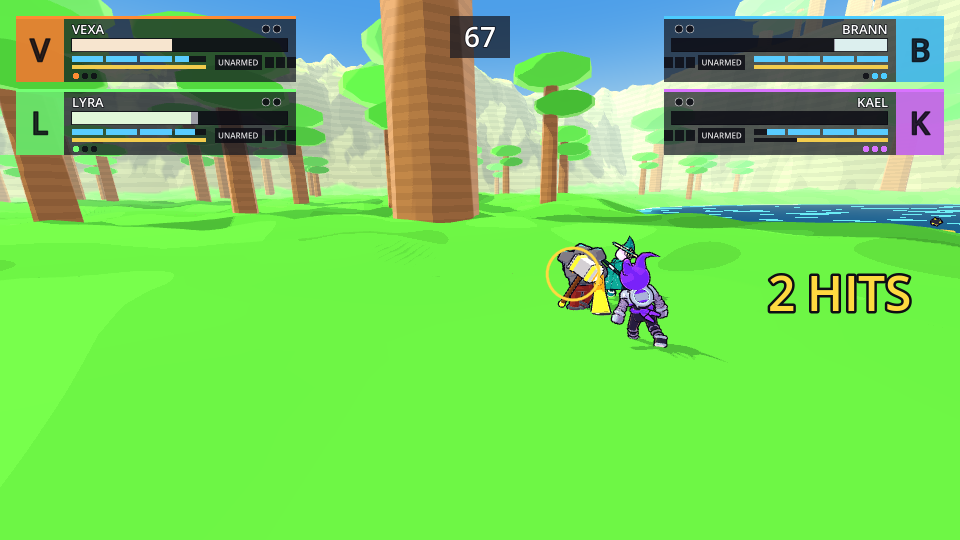 V
VEXA
UNARMED
67
BRANN
UNARMED
B
L
LYRA
UNARMED
KAEL
UNARMED
K
2 HITS